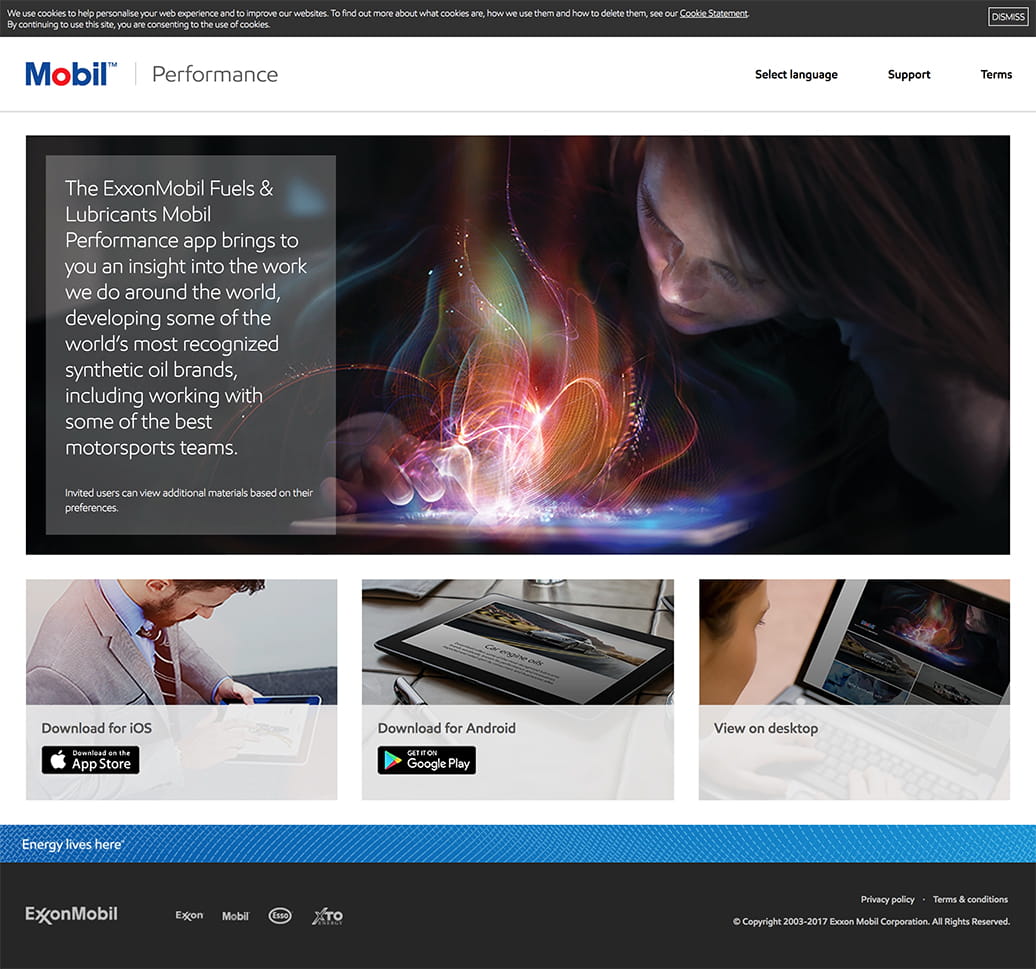 We use cookies to help personalise your web experience and to improve our websites. To find out more about what cookies are, how we use them and how to delete them, see our Cookie Statement.
By continuing to use this site, you are consenting to the use of cookies.
DISMISS
Mobil™ Performance
Select language
Support
Terms
The ExxonMobil Fuels &
Lubricants Mobil
Performance app brings to
you an insight into the work
we do around the world,
developing some of the
world's most recognized
synthetic oil brands,
including working with
some of the best
motorsports teams.
Invited users can view additional materials based on their
preferences.
Car engine oils
Mobil
Download for iOS
Download on the
App Store
Download for Android
GET IT ON
Google Play
View on desktop
Energy lives here
ExxonMobil
Exxon
Mobil
Esso
XTO
ENERGY
Privacy policy · Terms & conditions
© Copyright 2003-2017 Exxon Mobil Corporation. All Rights Reserved.